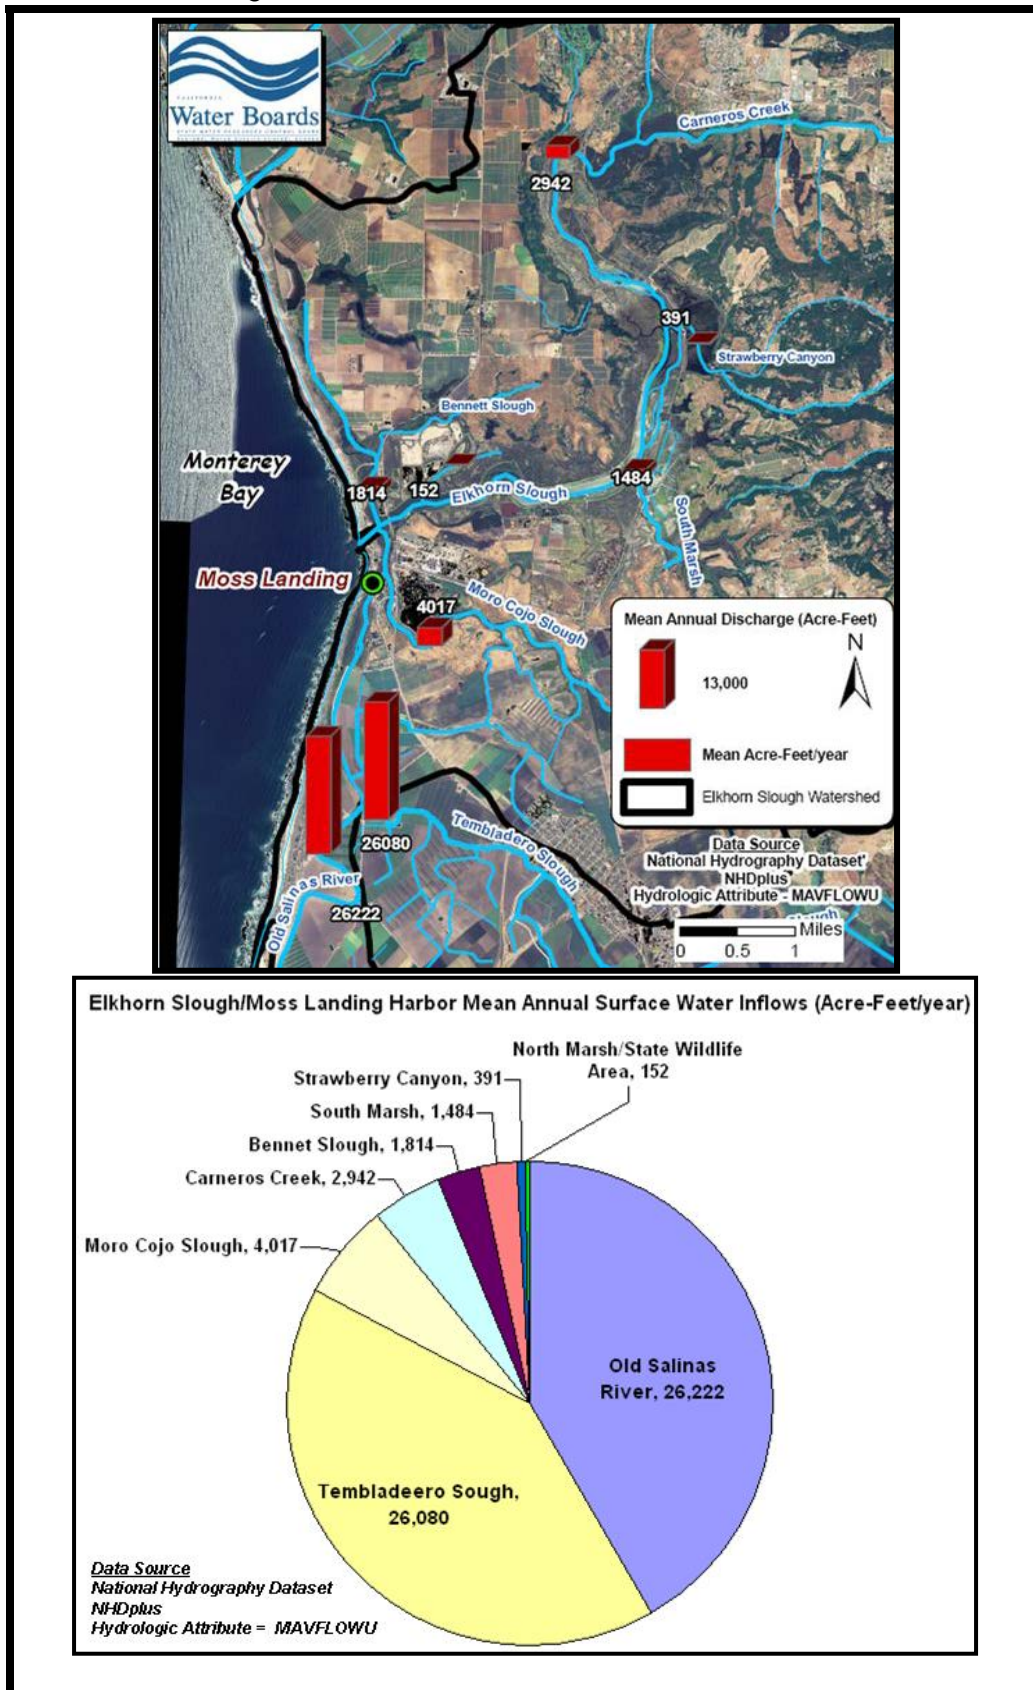 CALIFORNIA
Water Boards
Carneros Creek
2942
391
Strawberry Canyon
Bennett Slough
Monterey
Bay
1814
152
Elkhorn Slough
1484
South Marsh
Moss Landing
4017
Moro Cojo Slough
Mean Annual Discharge (Acre-Feet)
N
13,000
Mean Acre-Feet/year
Elkhorn Slough Watershed
26080
Tembladero Slough
Old Salinas River
26222
Data Source
National Hydrography Dataset'
NHDplus
Hydrologic Attribute - MAVFLOWU
Slough
Miles
0 0.5 1
Elkhorn Slough/Moss Landing Harbor Mean Annual Surface Water Inflows (Acre-Feet/year)
North Marsh/State Wildlife
Area, 152
Strawberry Canyon, 391
South Marsh, 1,484
Bennet Slough, 1,814
Carneros Creek, 2,942
Moro Cojo Slough, 4,017
Old Salinas
River, 26,222
Tembladeero Sough,
26,080
Data Source
National Hydrography Dataset
NHDplus
Hydrologic Attribute = MAVFLOWU